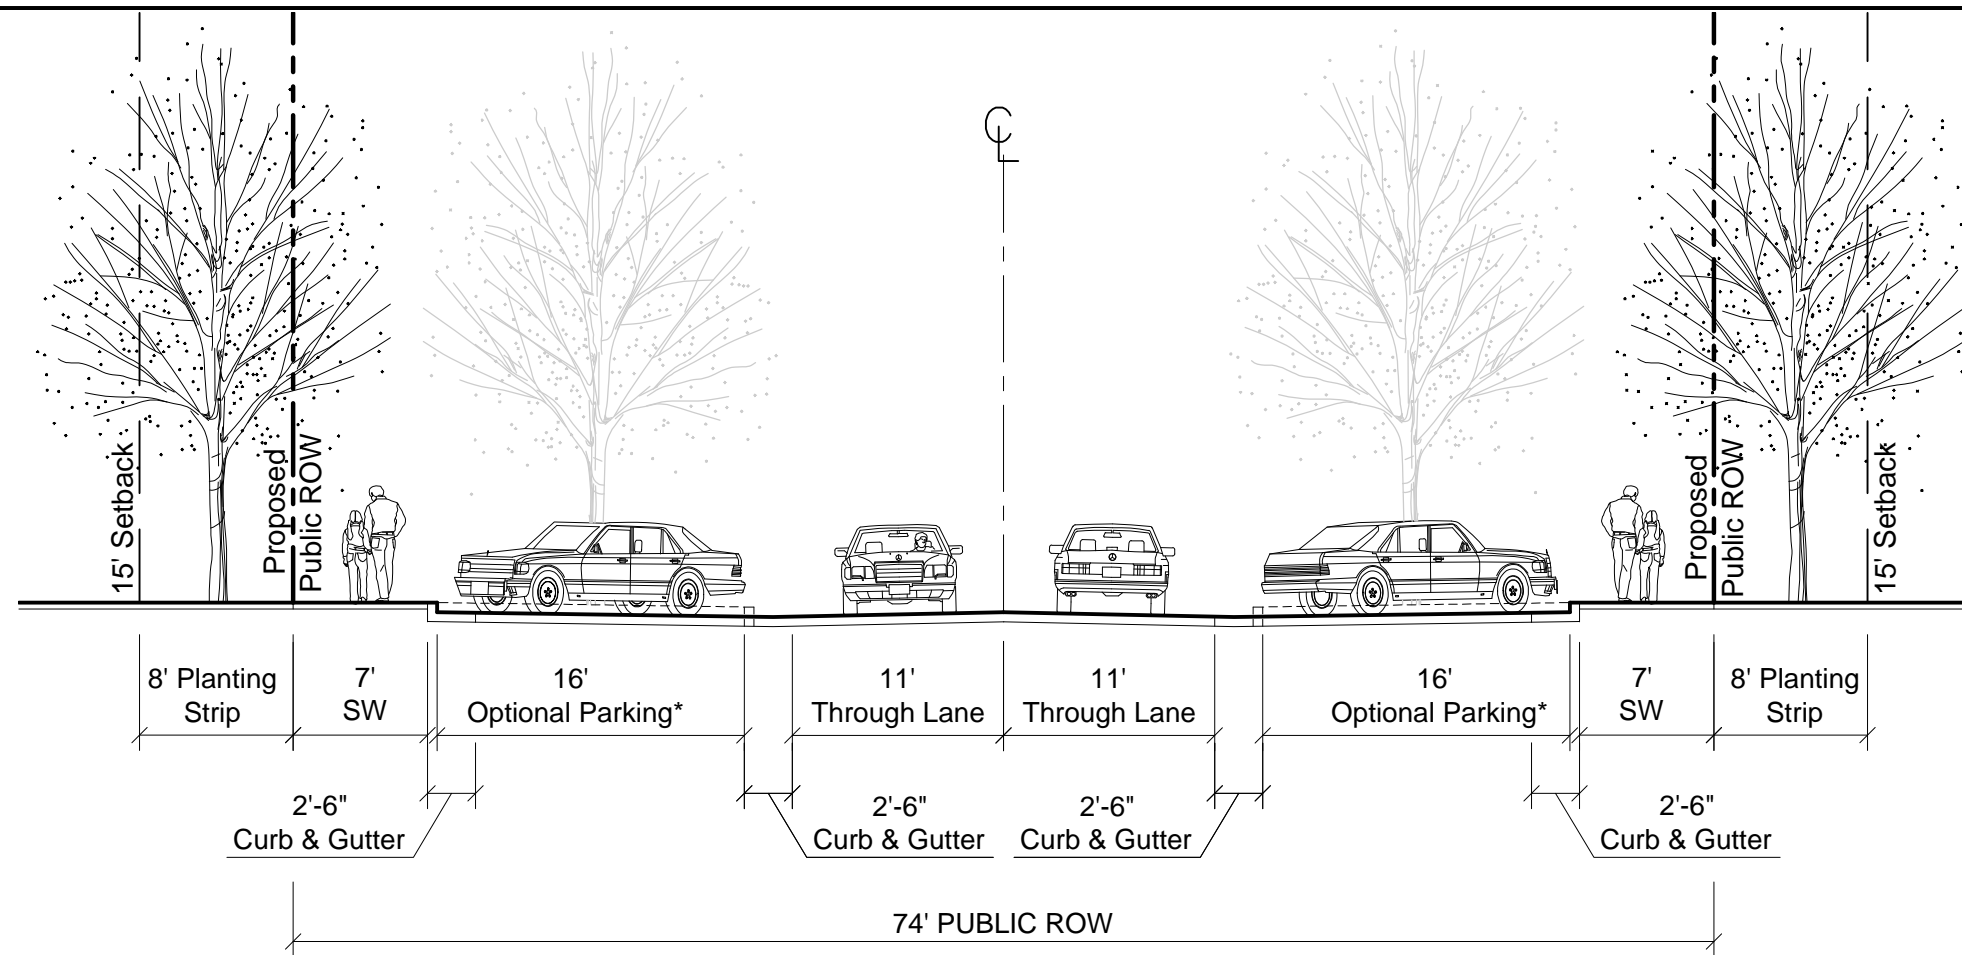 CL
15' Setback
Proposed
Public ROW
Proposed
Public ROW
15' Setback
8' Planting
Strip
7'
SW
16'
Optional Parking*
11'
Through Lane
11'
Through Lane
16'
Optional Parking*
7'
SW
8' Planting
Strip
2'-6"
Curb & Gutter
2'-6"
Curb & Gutter
2'-6"
Curb & Gutter
2'-6"
Curb & Gutter
74' PUBLIC ROW